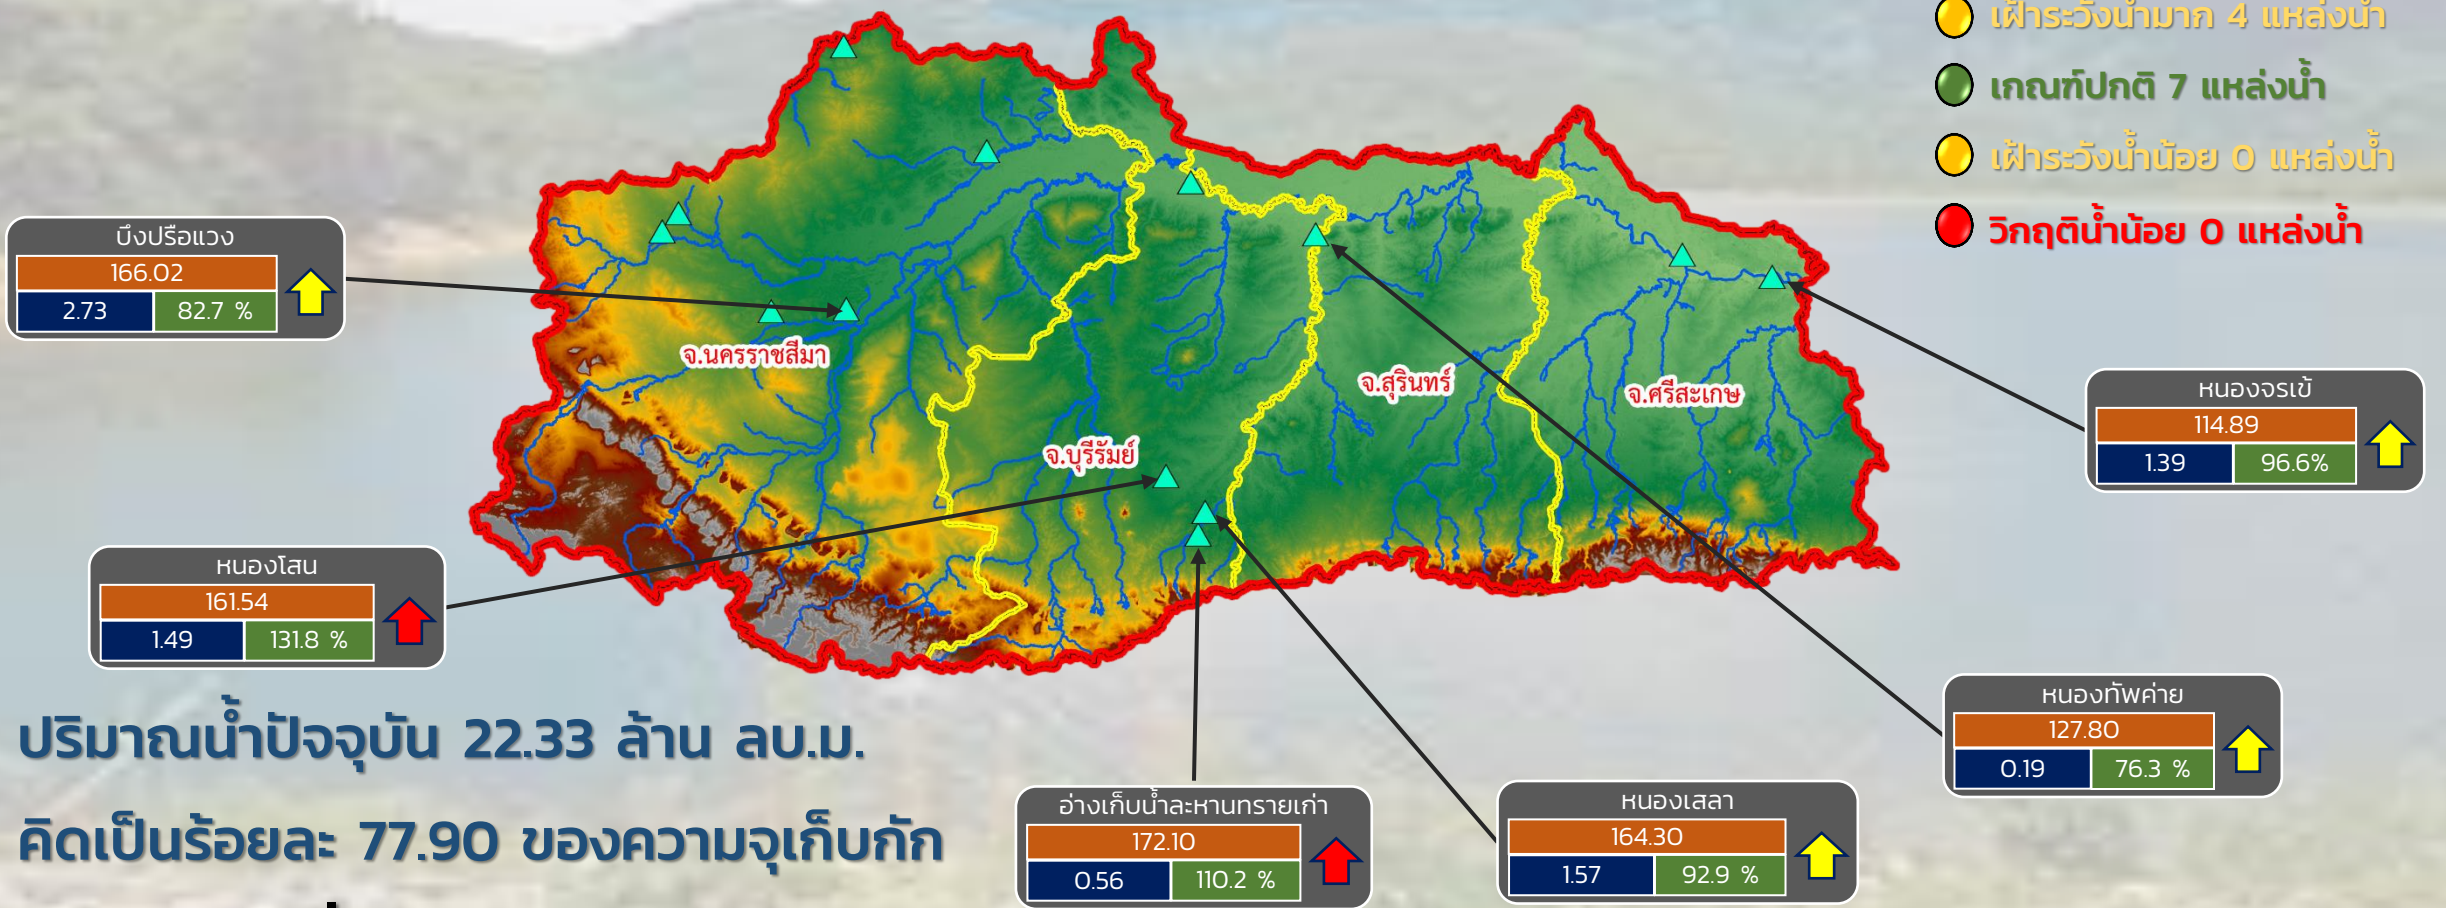 เฝ้าระวังน้ำมาก 4 แหล่งน้ำ
เกณฑ์ปกติ 7 แหล่งน้ำ
เฝ้าระวังน้ำน้อย 0 แหล่งน้ำ
วิกฤติน้ำน้อย 0 แหล่งน้ำ
บึงปรือแวง
166.02
2.73 82.7 %
จ.นครราชสีมา
จ.บุรีรัมย์
จ.สุรินทร์
จ.ศรีสะเกษ
หนองจรเข้
114.89
1.39 96.6%
หนองโสน
161.54
1.49 131.8 %
หนองทัพค่าย
127.80
0.19 76.3 %
อ่างเก็บน้ำละหานทรายเก่า
172.10
0.56 110.2 %
หนองเสลา
164.30
1.57 92.9 %
ปริมาณน้ำปัจจุบัน 22.33 ล้าน ลบ.ม.
คิดเป็นร้อยละ 77.90 ของความจุเก็บกัก